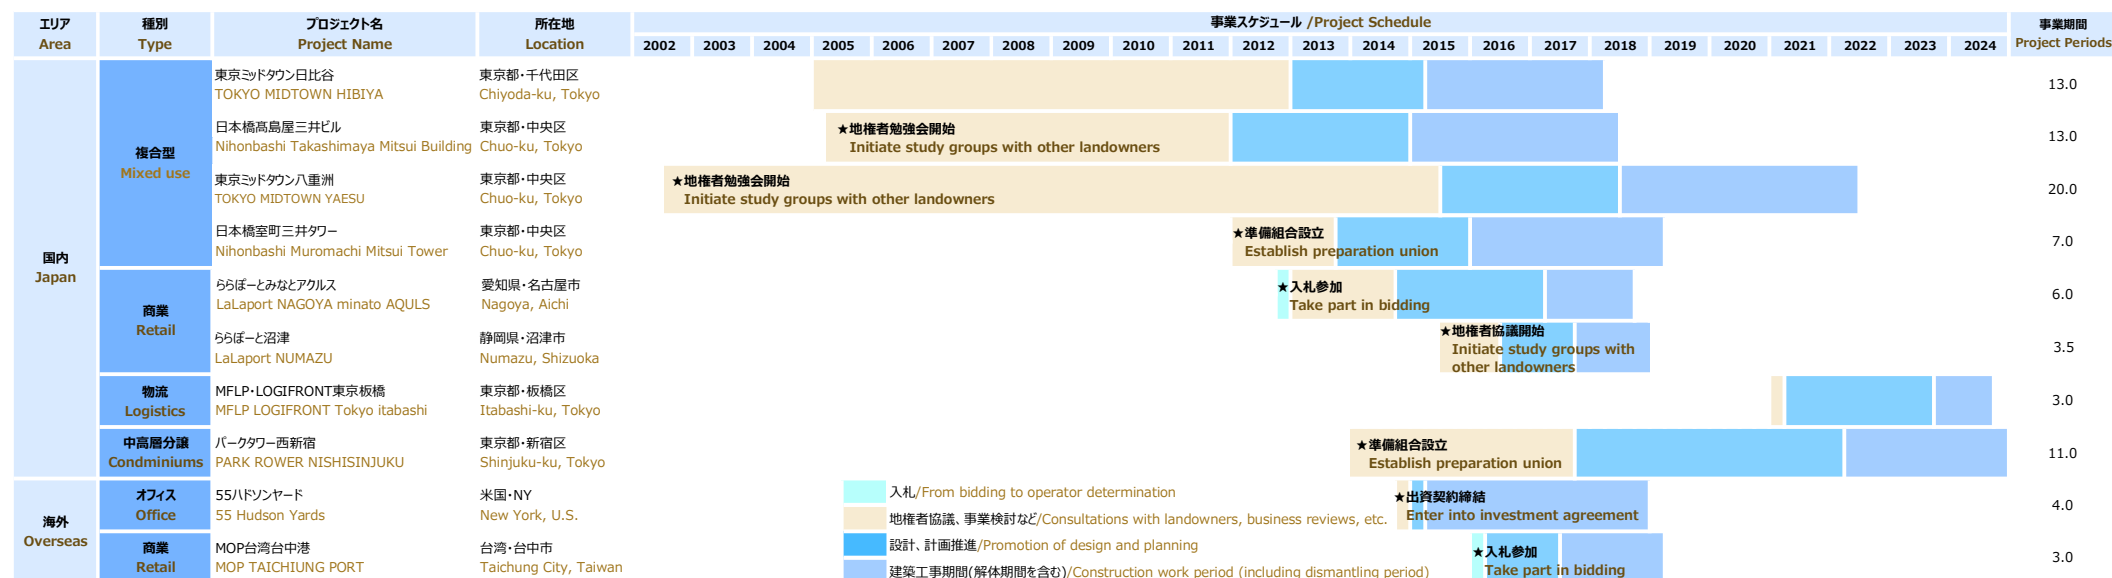 エリア 種別 プロジェクト名 所在地 事業スケジュール /Project Schedule 事業期間
Area Type Project Name Location 2002 2003 2004 2005 2006 2007 2008 2009 2010 2011 2012 2013 2014 2015 2016 2017 2018 2019 2020 2021 2022 2023 2024 Project Periods
国内
Japan
複合型
Mixed use
東京ミッドタウン日比谷 東京都・千代田区
TOKYO MIDTOWN HIBIYA Chiyoda-ku, Tokyo 13.0
日本橋髙島屋三井ビル 東京都・中央区 ★地権者勉強会開始
Nihonbashi Takashimaya Mitsui Building Chuo-ku, Tokyo Initiate study groups with other landowners 13.0
東京ミッドタウン八重洲 東京都・中央区 ★地権者勉強会開始
TOKYO MIDTOWN YAESU Chuo-ku, Tokyo Initiate study groups with other landowners 20.0
日本橋室町三井タワー 東京都・中央区 ★準備組合設立
Nihonbashi Muromachi Mitsui Tower Chuo-ku, Tokyo Establish preparation union 7.0
商業
Retail
ららぽーとみなとアクルス 愛知県・名古屋市 ★入札参加
LaLaport NAGOYA minato AQULS Nagoya, Aichi Take part in bidding 6.0
ららぽーと沼津 静岡県・沼津市 ★地権者協議開始
LaLaport NUMAZU Numazu, Shizuoka Initiate study groups with
other landowners 3.5
物流
Logistics
MFLP・LOGIFRONT東京板橋 東京都・板橋区
MFLP LOGIFRONT Tokyo itabashi Itabashi-ku, Tokyo 3.0
中高層分譲
Condminiums
パークタワー西新宿 東京都・新宿区 ★準備組合設立
PARK ROWER NISHISINJUKU Shinjuku-ku, Tokyo Establish preparation union 11.0
海外
Overseas
オフィス
Office
55ハドソンヤード 米国・NY ★出資契約締結
55 Hudson Yards New York, U.S. Enter into investment agreement 4.0
商業
Retail
MOP台湾台中港 台湾・台中市 ★入札参加
MOP TAICHIUNG PORT Taichung City, Taiwan Take part in bidding 3.0
入札/From bidding to operator determination
地権者協議、事業検討など/Consultations with landowners, business reviews, etc.
設計、計画推進/Promotion of design and planning
建築工事期間(解体期間を含む)/Construction work period (including dismantling period)